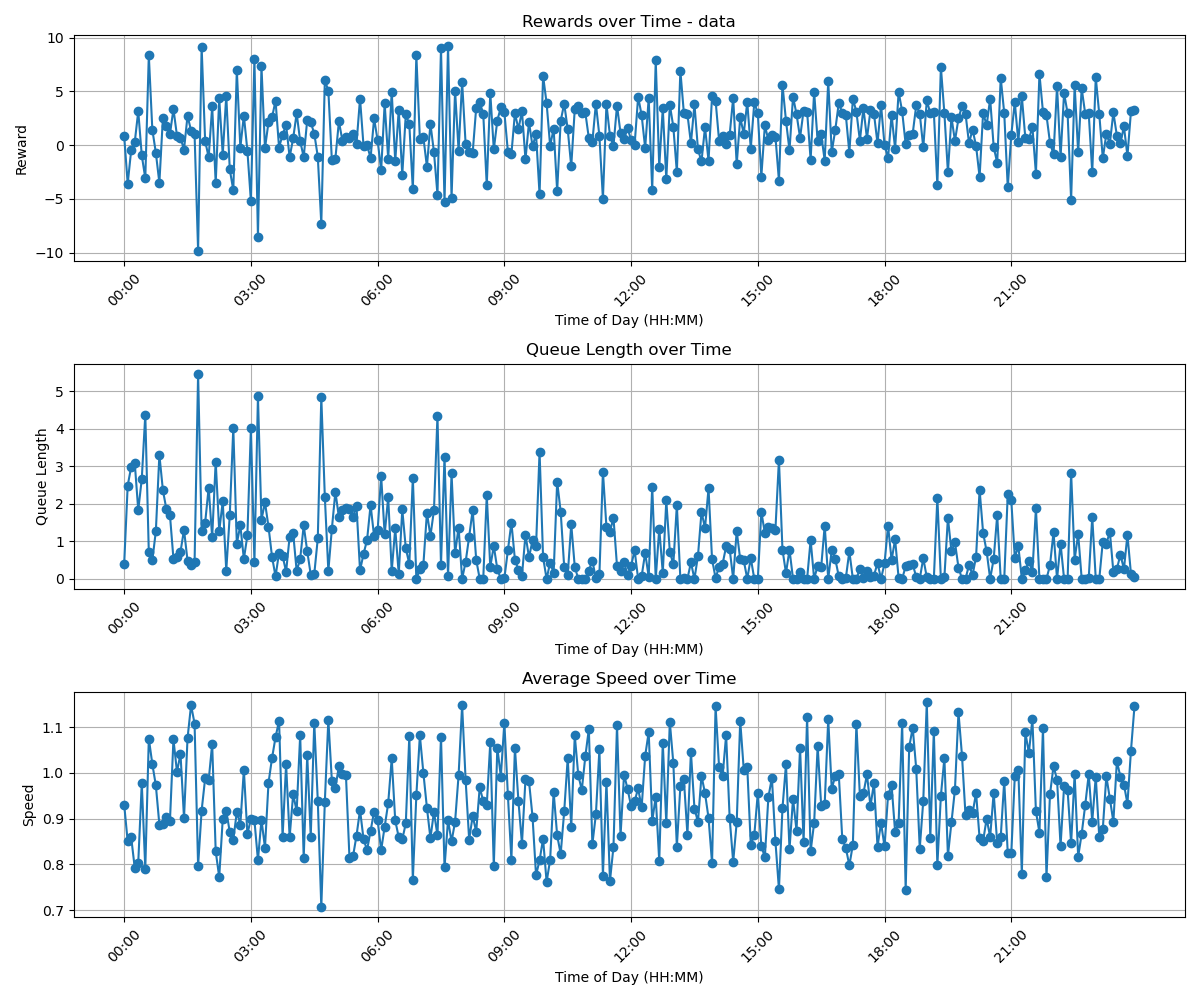 Rewards over Time - data
10
5
0
−5
−10
Reward
00:00 03:00 06:00 09:00 12:00 15:00 18:00 21:00
Time of Day (HH:MM)
Queue Length over Time
5
4
3
2
1
0
Queue Length
00:00 03:00 06:00 09:00 12:00 15:00 18:00 21:00
Time of Day (HH:MM)
Average Speed over Time
1.1
1.0
0.9
0.8
0.7
Speed
00:00 03:00 06:00 09:00 12:00 15:00 18:00 21:00
Time of Day (HH:MM)